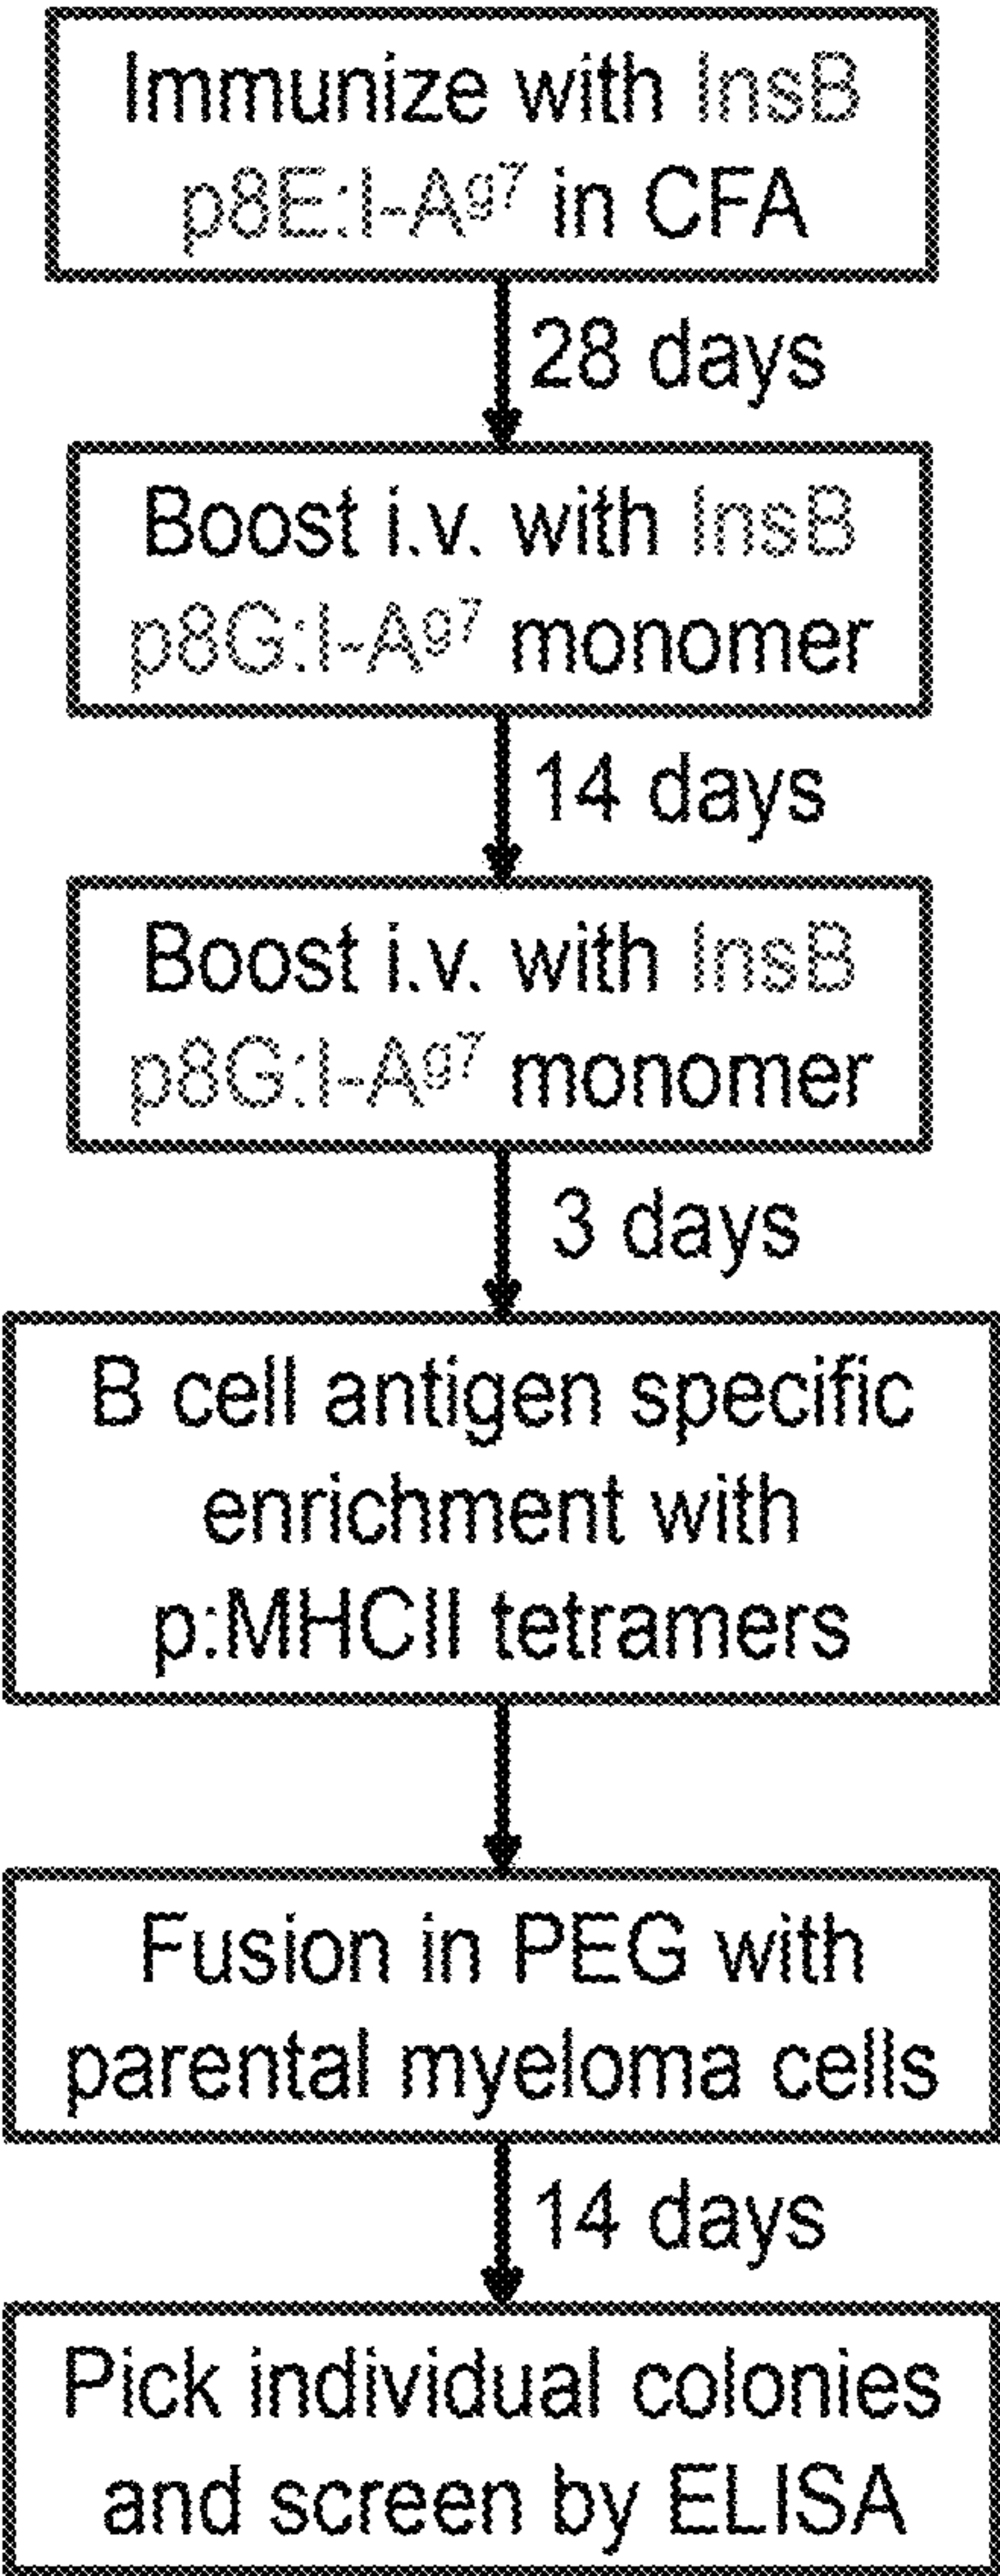 Immunize with InsB
p8E:I-Ag7 in CFA
28 days
Boost i.v. with InsB
p8G:I-Ag7 monomer
14 days
Boost i.v. with InsB
p8G:I-Ag7 monomer
3 days
B cell antigen specific
enrichment with
p:MHCII tetramers
Fusion in PEG with
parental myeloma cells
14 days
Pick individual colonies
and screen by ELISA